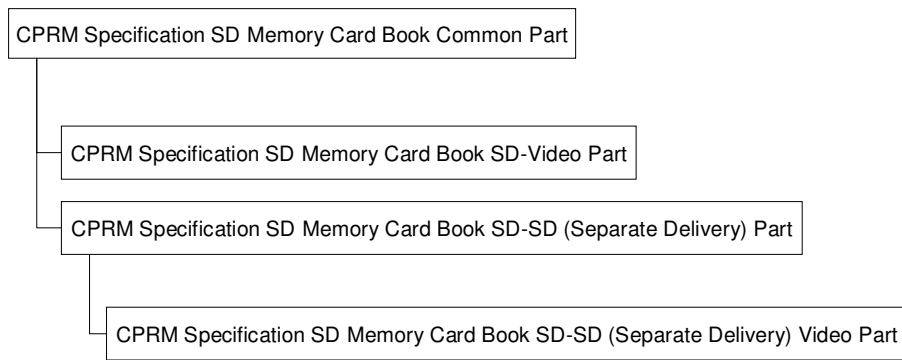 CPRM Specification SD Memory Card Book Common Part
CPRM Specification SD Memory Card Book SD-Video Part
CPRM Specification SD Memory Card Book SD-SD (Separate Delivery) Part
CPRM Specification SD Memory Card Book SD-SD (Separate Delivery) Video Part